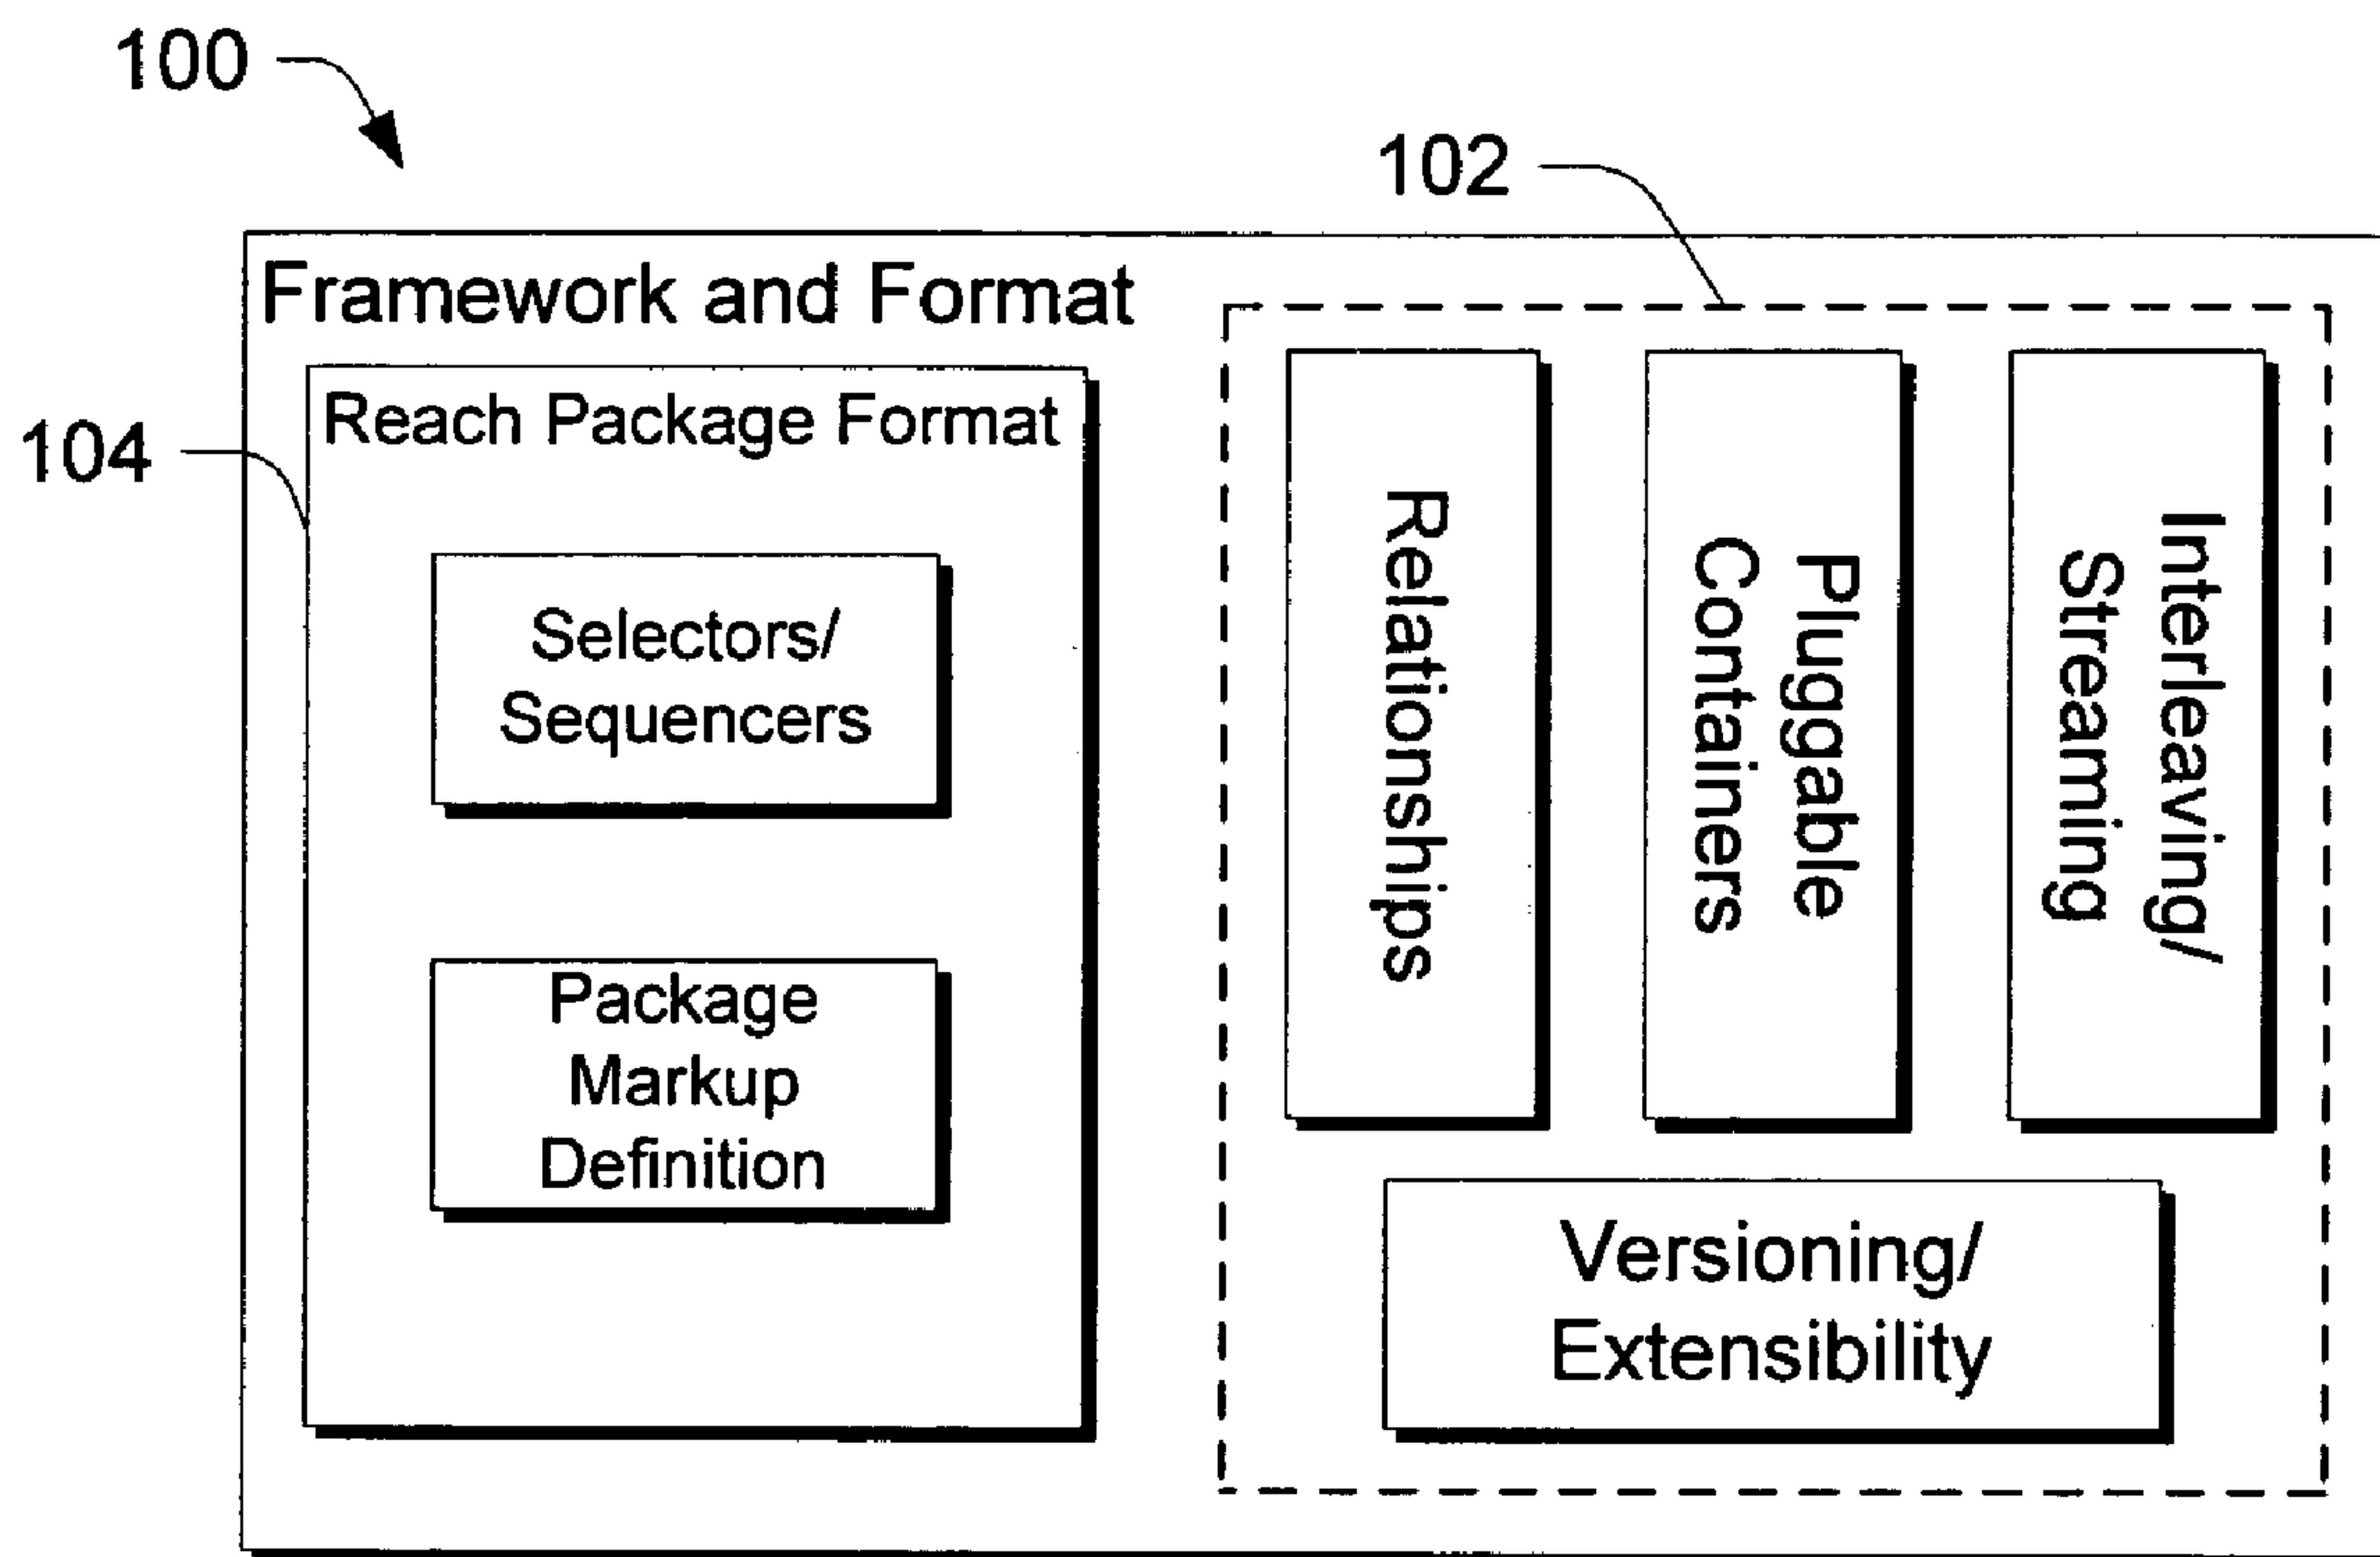 100
102
Framework and Format
104
Reach Package Format
Selectors/
Sequencers
Package
Markup
Definition
Relationships
Pluggable
Containers
Interleaving/
Streaming
Versioning/
Extensibility